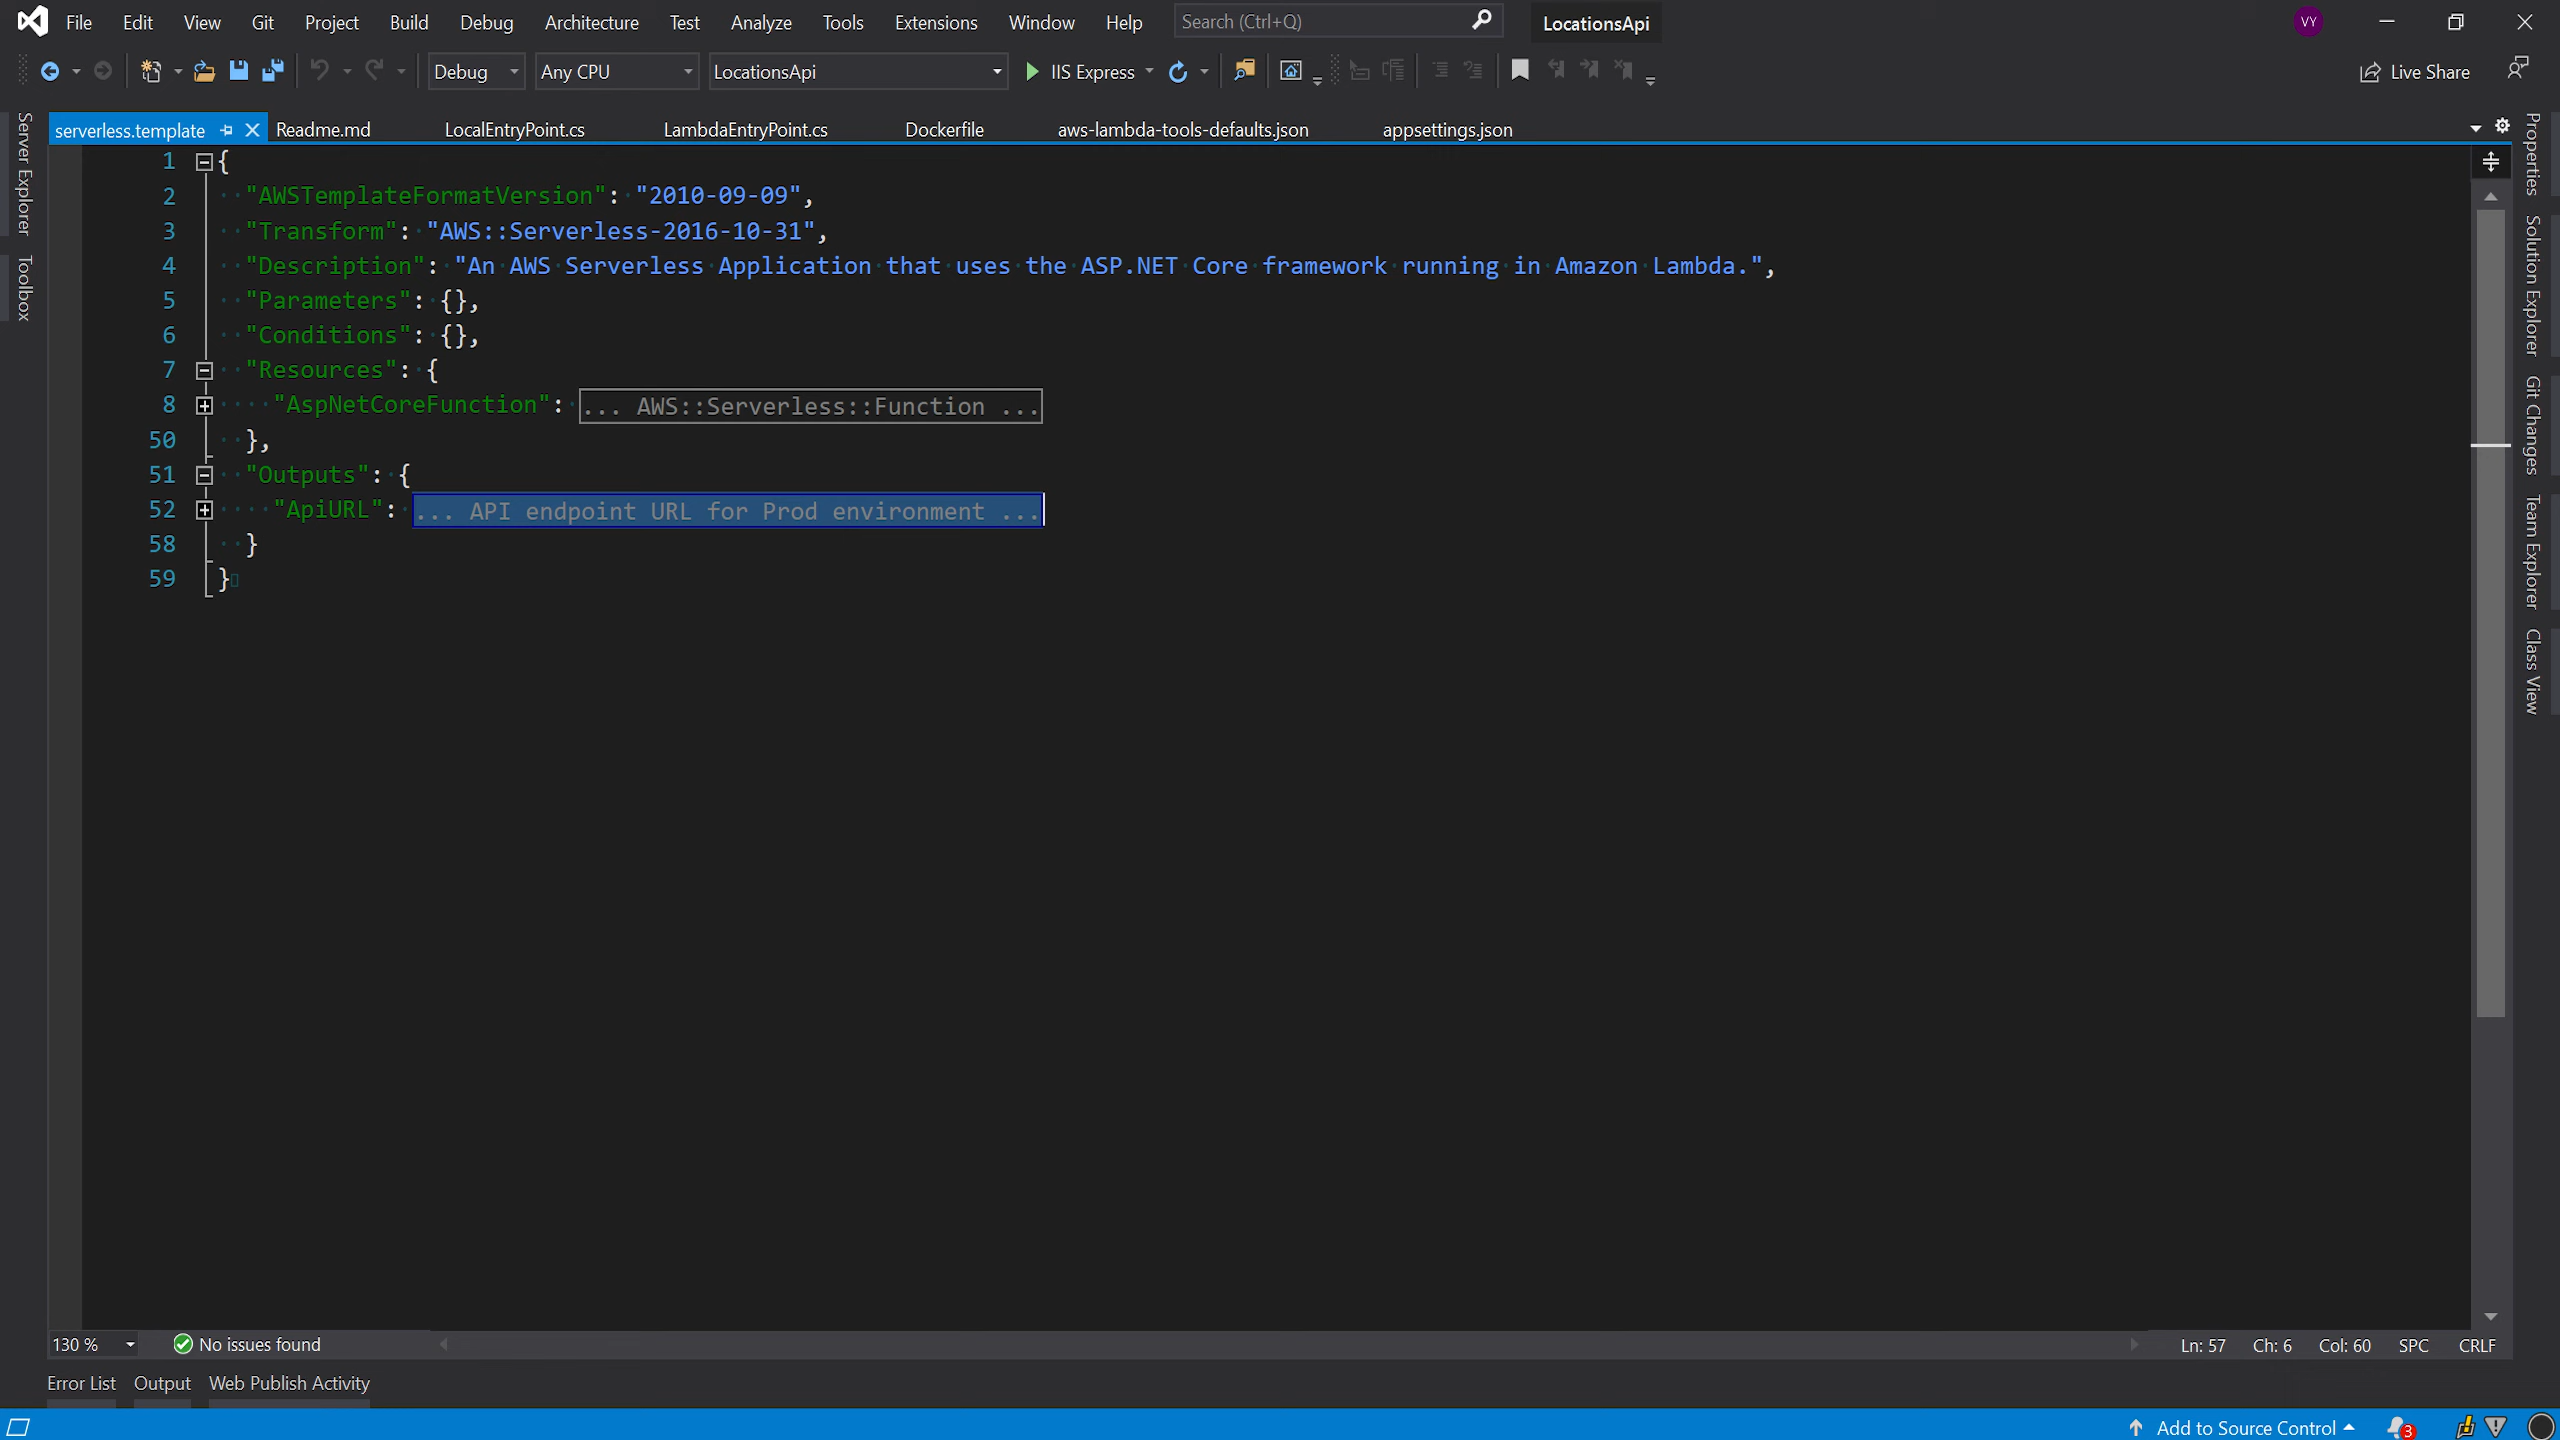 File Edit View Git Project Build Debug Architecture Test Analyze Tools Extensions Window Help Search (Ctrl+Q) LocationsApi VY
Debug Any CPU LocationsApi IIS Express Live Share
serverless.template Readme.md LocalEntryPoint.cs LambdaEntryPoint.cs Dockerfile aws-lambda-tools-defaults.json appsettings.json
Server Explorer
Toolbox
1 {
2 "AWSTemplateFormatVersion": "2010-09-09",
3 "Transform": "AWS::Serverless-2016-10-31",
4 "Description": "An AWS Serverless Application that uses the ASP.NET Core framework running in Amazon Lambda.",
5 "Parameters": {},
6 "Conditions": {},
7 "Resources": {
8 "AspNetCoreFunction": ... AWS::Serverless::Function ...
50 },
51 "Outputs": {
52 "ApiURL": ... API endpoint URL for Prod environment ...
58 }
59 }
Properties
Solution Explorer
Git Changes
Team Explorer
Class View
130 % No issues found Ln: 57 Ch: 6 Col: 60 SPC CRLF
Error List Output Web Publish Activity
Add to Source Control 3